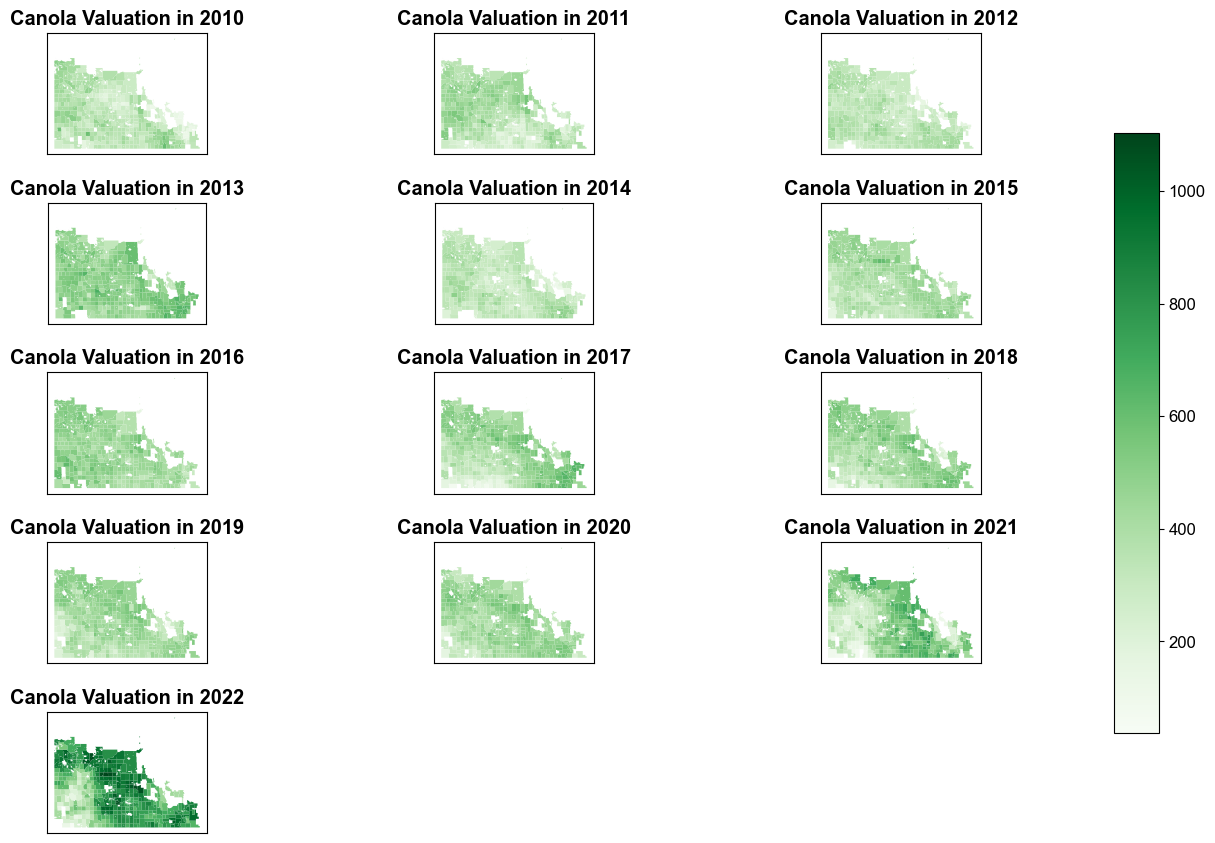 Canola Valuation in 2010
Canola Valuation in 2011
Canola Valuation in 2012
Canola Valuation in 2013
Canola Valuation in 2014
Canola Valuation in 2015
Canola Valuation in 2016
Canola Valuation in 2017
Canola Valuation in 2018
Canola Valuation in 2019
Canola Valuation in 2020
Canola Valuation in 2021
Canola Valuation in 2022
1000
800
600
400
200